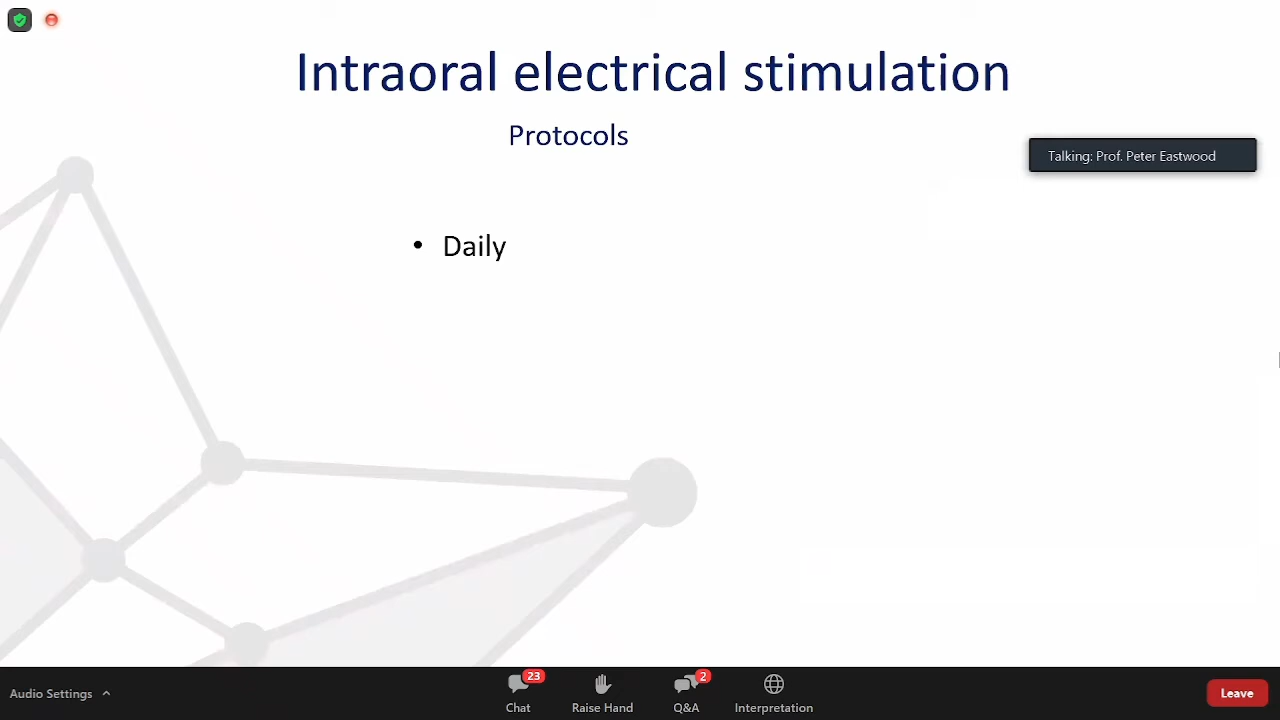 Intraoral electrical stimulation
Protocols
Talking: Prof. Peter Eastwood
• Daily
Audio Settings
23
Chat
Raise Hand
2
Q&A
Interpretation
Leave